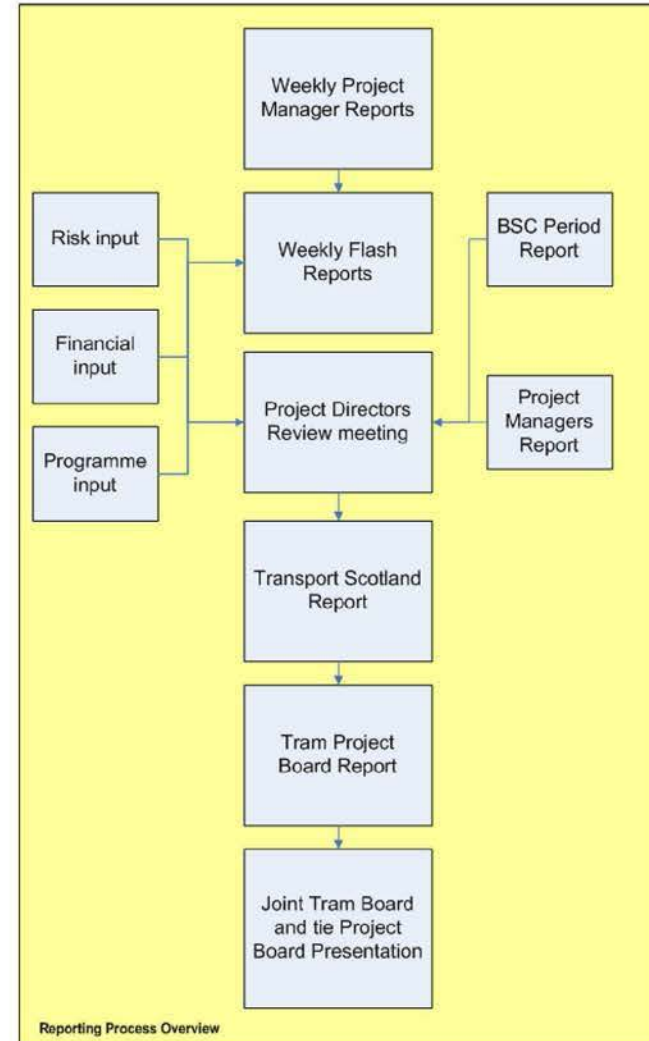 Weekly Project
Manager Reports
Risk input
Weekly Flash
Reports
BSC Period
Report
Financial
input
Project Directors
Review meeting
Project
Managers
Report
Programme
input
Transport Scotland
Report
Tram Project
Board Report
Joint Tram Board
and tie Project
Board Presentation
Reporting Process Overview